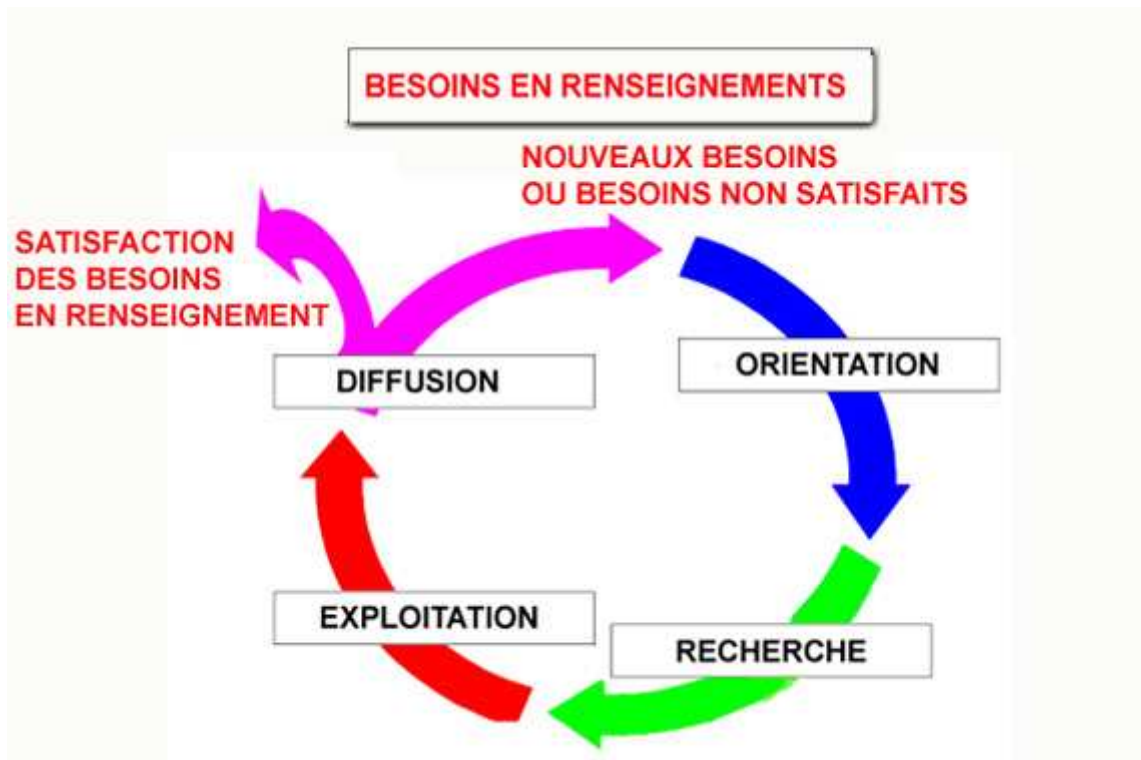 BESOINS EN RENSEIGNEMENTS
NOUVEAUX BESOINS
OU BESOINS NON SATISFAITS
SATISFACTION
DES BESOINS
EN RENSEIGNEMENT
DIFFUSION
ORIENTATION
EXPLOITATION
RECHERCHE